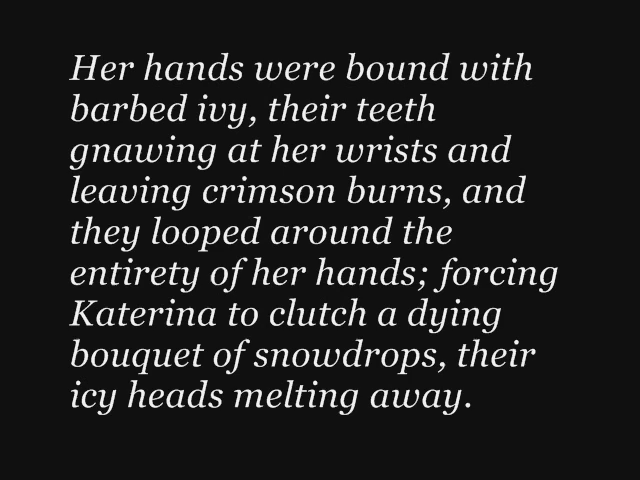 Her hands were bound with
barbed ivy, their teeth
gnawing at her wrists and
leaving crimson burns, and
they looped around the
entirety of her hands; forcing
Katerina to clutch a dying
bouquet of snowdrops, their
icy heads melting away.